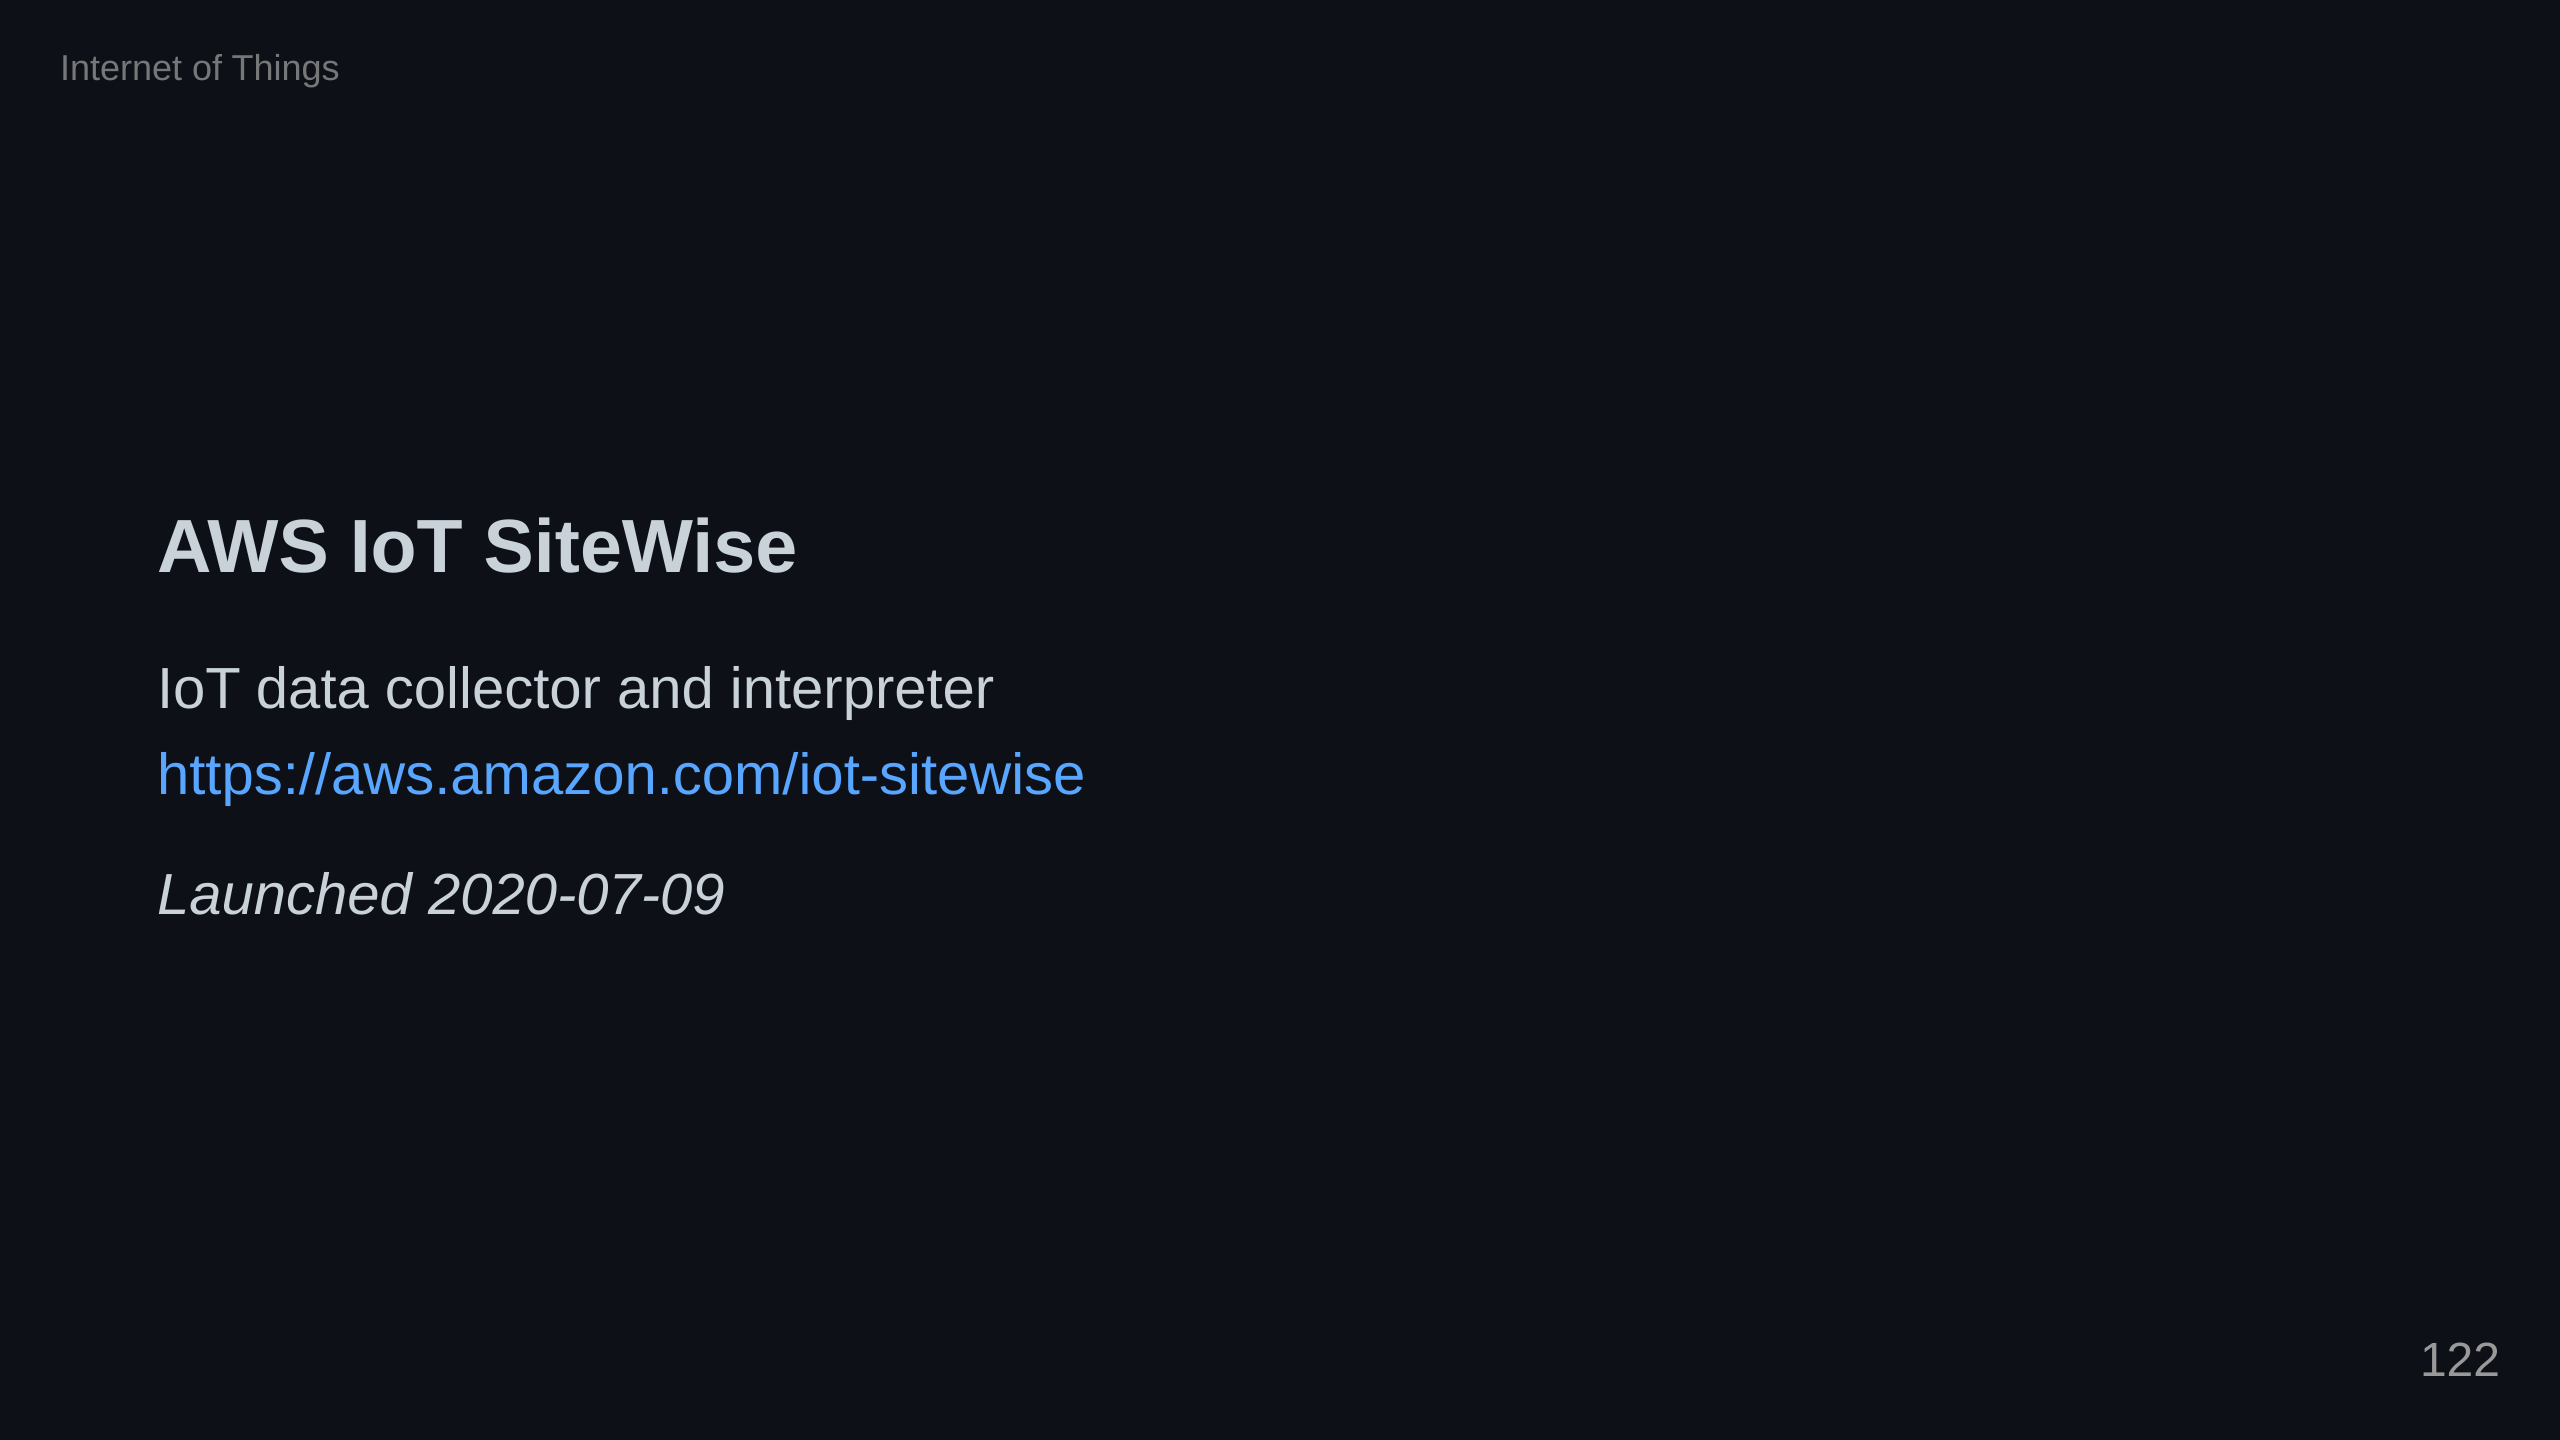 Internet of Things
AWS IoT SiteWise
IoT data collector and interpreter
https://aws.amazon.com/iot-sitewise
Launched 2020-07-09
122